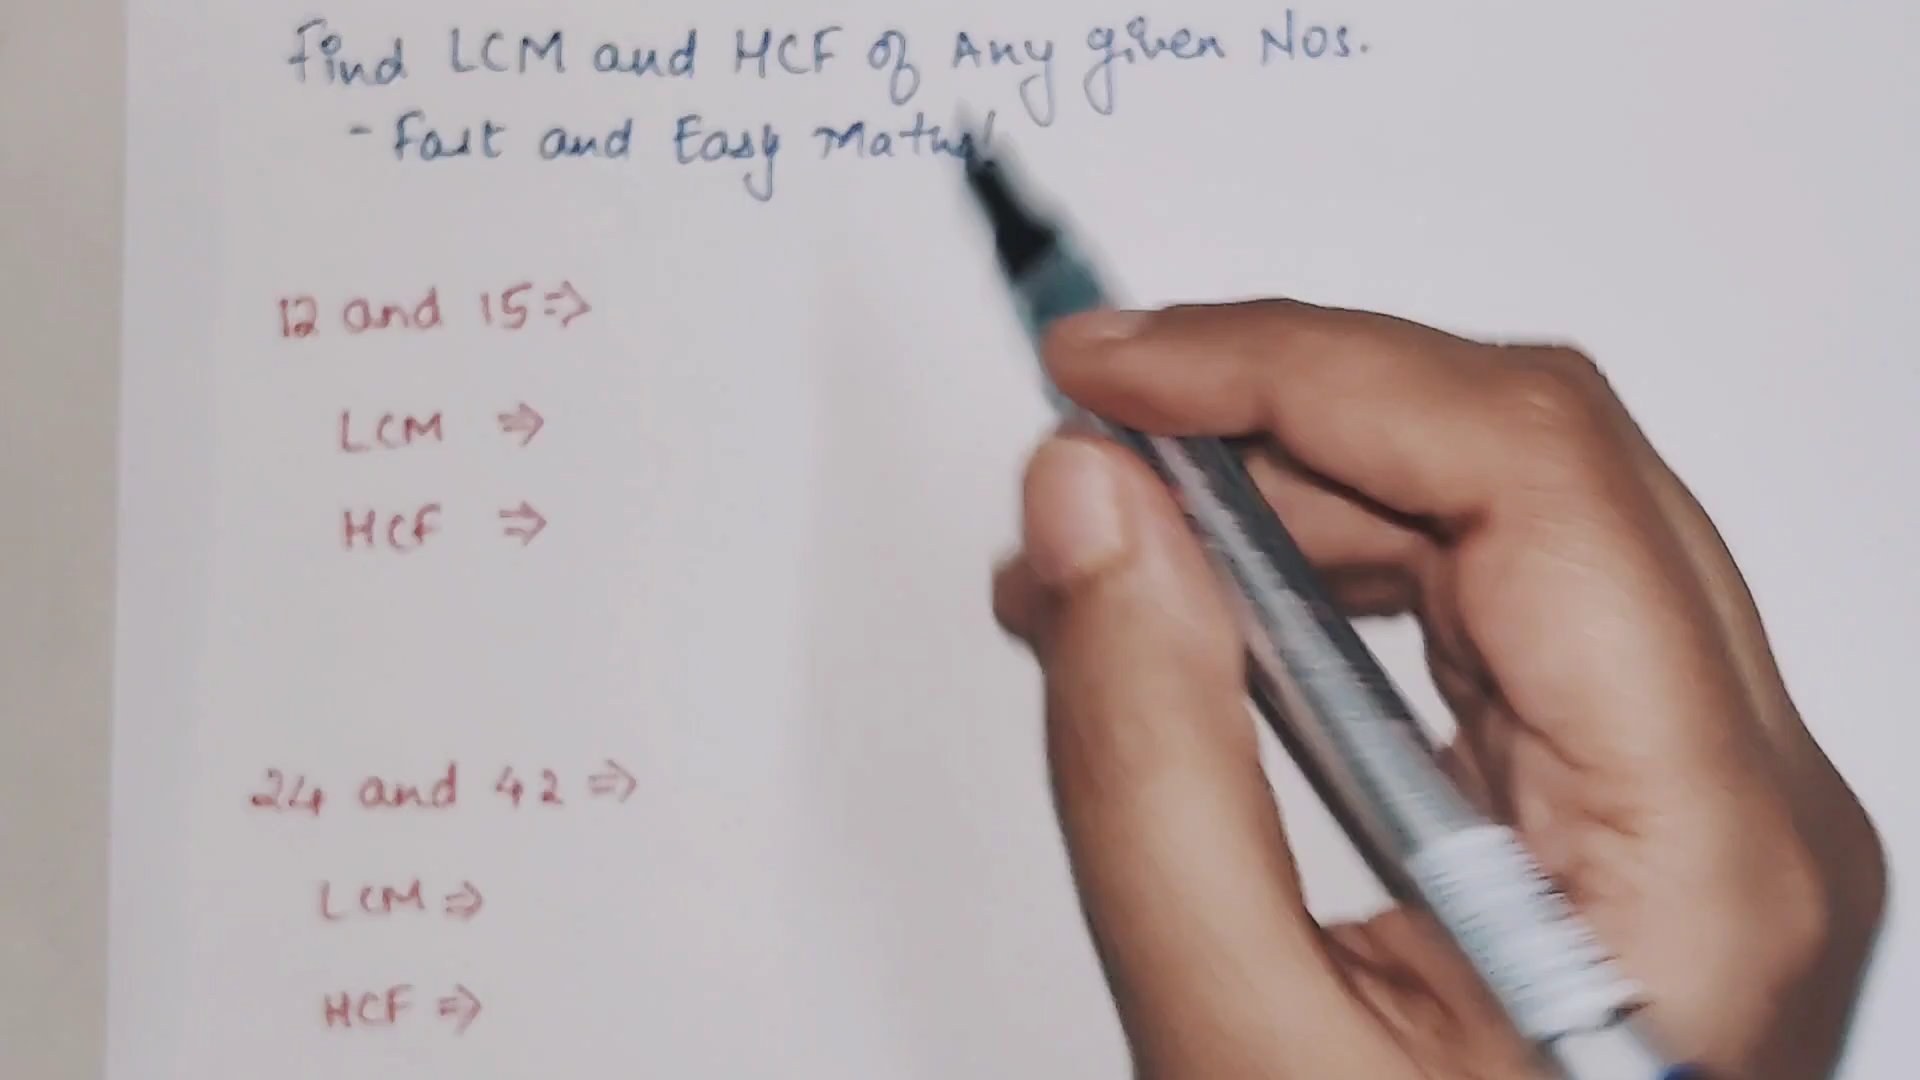 Find LCM and HCF of Any given Nos.
- Fast and Easy
12 and 15 ⇒
LCM ⇒
HCF ⇒
24 and 42 ⇒
LCM ⇒
HCF ⇒